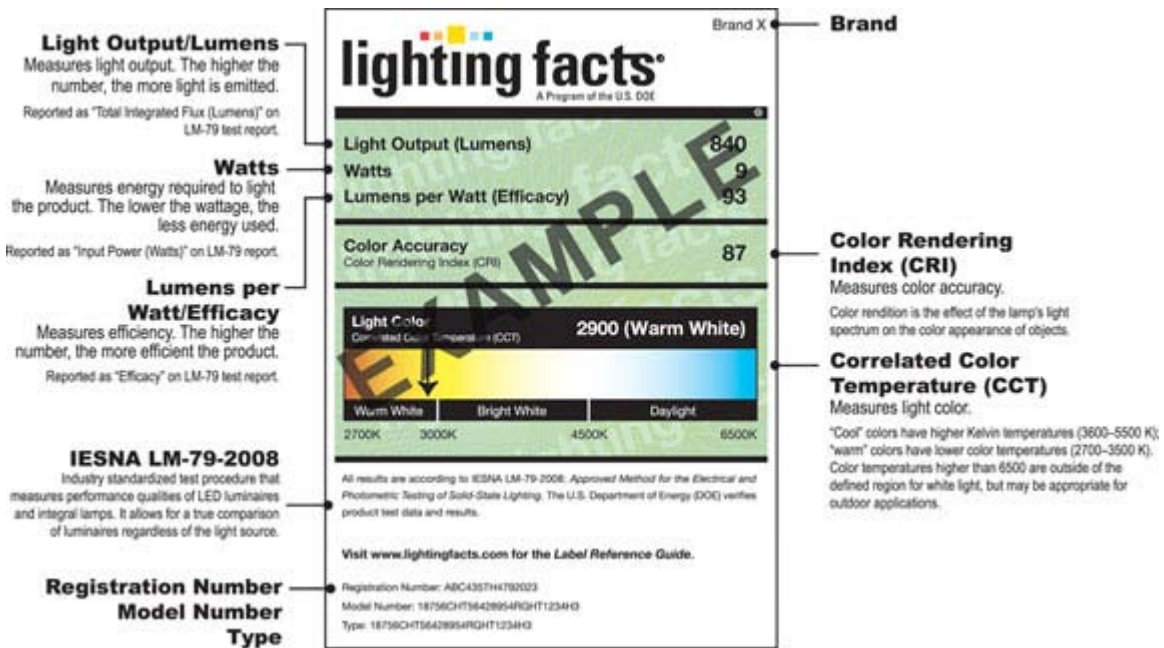 Light Output/Lumens
Measures light output. The higher the
number, the more light is emitted.
Reported as "Total Integrated Flux (Lumens)" on
LM-79 test report.
Watts
Measures energy required to light
the product. The lower the wattage, the
less energy used.
Reported as "Input Power (Watts)" on LM-79 report.
Lumens per
Watt/Efficacy
Measures efficiency. The higher the
number, the more efficient the product.
Reported as "Efficacy" on LM-79 test report.
IESNA LM-79-2008
Industry standardized test procedure that
measures performance qualities of LED luminaires
and integral lamps. It allows for a true comparison
of luminaires regardless of the light source.
Registration Number
Model Number
Type
Brand X
lighting facts
A Program of the U.S. DOE
Light Output (Lumens) 840
Watts 9
Lumens per Watt (Efficacy) 93
Color Accuracy
Color Rendering Index (CRI)
87
Light Color
Correlated Color Temperature (CCT)
2900 (Warm White)
Warm White Bright White Daylight
2700K 3000K 4500K 6500K
EXAMPLE
All results are according to IESNA LM-79-2008: Approved Method for the Electrical and
Photometric Testing of Solid-State Lighting. The U.S. Department of Energy (DOE) verifies
product test data and results.
Visit www.lightingfacts.com for the Label Reference Guide.
Registration Number: ABC4357H4792023
Model Number: 18756CHT56428954RGHT1234H3
Type: 18756CHT56428954RGHT1234H3
Brand
Color Rendering
Index (CRI)
Measures color accuracy.
Color rendition is the effect of the lamp's light
spectrum on the color appearance of objects.
Correlated Color
Temperature (CCT)
Measures light color.
"Cool" colors have higher Kelvin temperatures (3600–5500 K);
"warm" colors have lower color temperatures (2700–3500 K).
Color temperatures higher than 6500 are outside of the
defined region for white light, but may be appropriate for
outdoor applications.